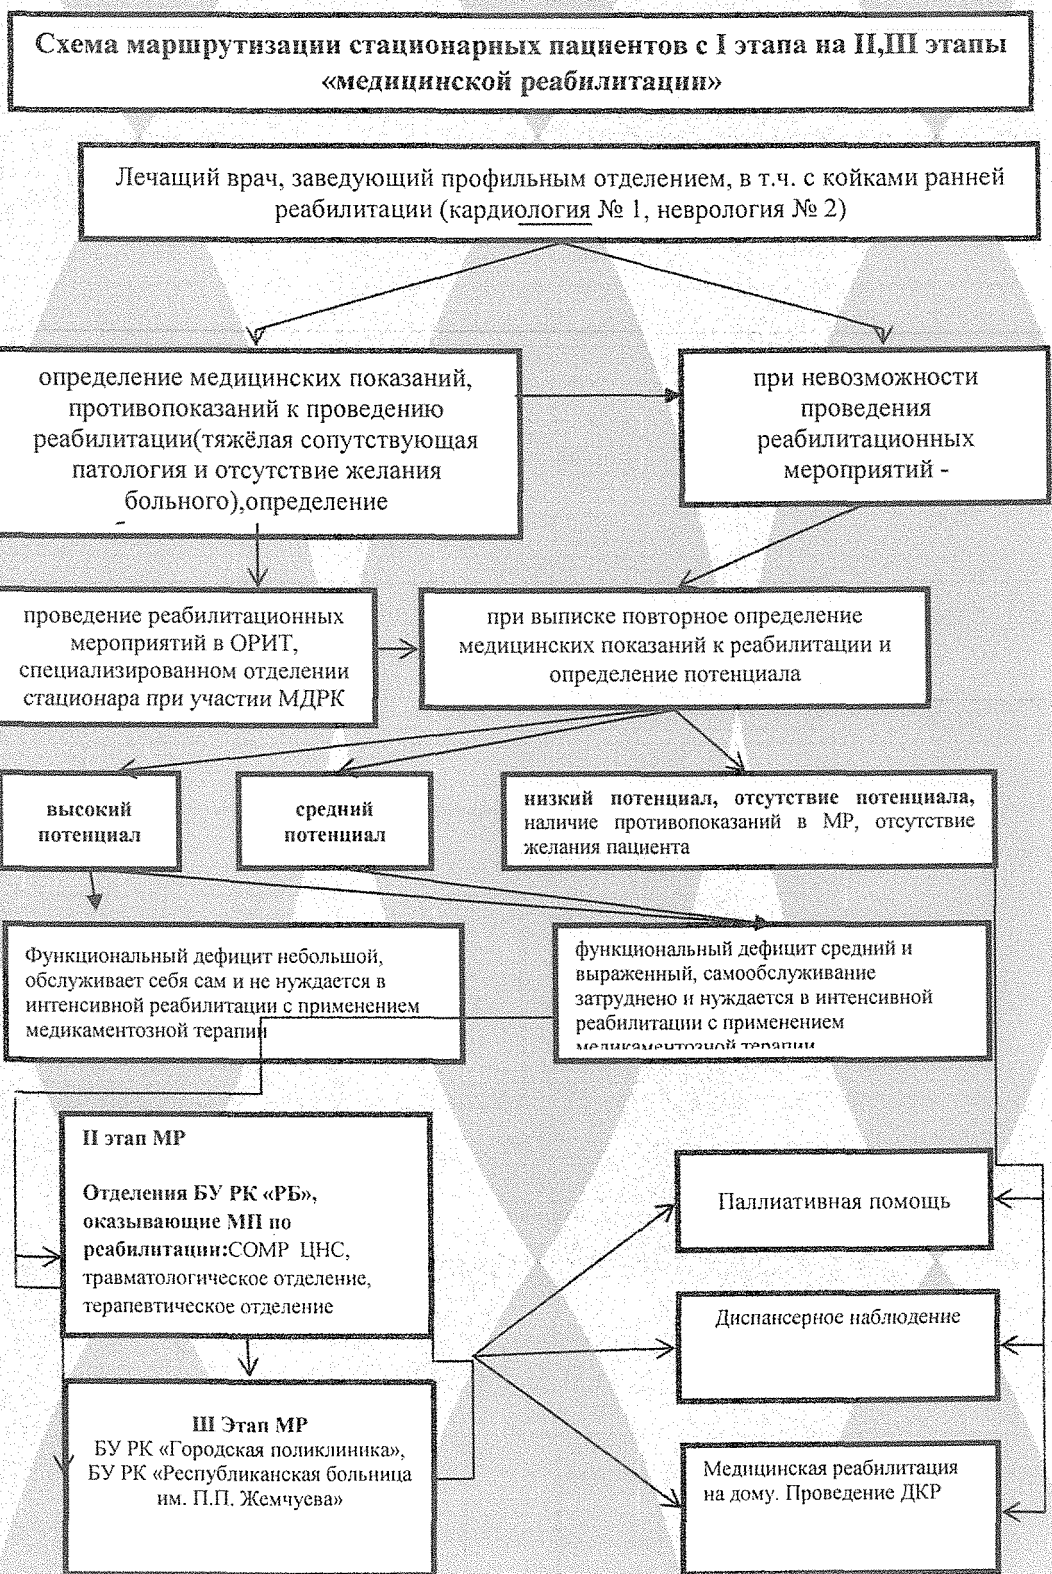 Схема маршрутизации стационарных пациентов с I этапа на II,III этапы
«медицинской реабилитации»
Лечащий врач, заведующий профильным отделением, в т.ч. с койками ранней
реабилитации (кардиология № 1, неврология № 2)
определение медицинских показаний,
противопоказаний к проведению
реабилитации(тяжёлая сопутствующая
патология и отсутствие желания
больного),определение
при невозможности
проведения
реабилитационных
мероприятий -
проведение реабилитационных
мероприятий в ОРИТ,
специализированном отделении
стационара при участии МДРК
при выписке повторное определение
медицинских показаний к реабилитации и
определение потенциала
высокий
потенциал
средний
потенциал
низкий потенциал, отсутствие потенциала,
наличие противопоказаний в МР, отсутствие
желания пациента
Функциональный дефицит небольшой,
обслуживает себя сам и не нуждается в
интенсивной реабилитации с применением
медикаментозной терапии
функциональный дефицит средний и
выраженный, самообслуживание
затруднено и нуждается в интенсивной
реабилитации с применением
медикаментозной терапии
II этап МР
Отделения БУ РК «РБ»,
оказывающие МП по
реабилитации:СОМР ЦНС,
травматологическое отделение,
терапевтическое отделение
Паллиативная помощь
Диспансерное наблюдение
III Этап МР
БУ РК «Городская поликлиника»,
БУ РК «Республиканская больница
им. П.П. Жемчуева»
Медицинская реабилитация
на дому. Проведение ДКР